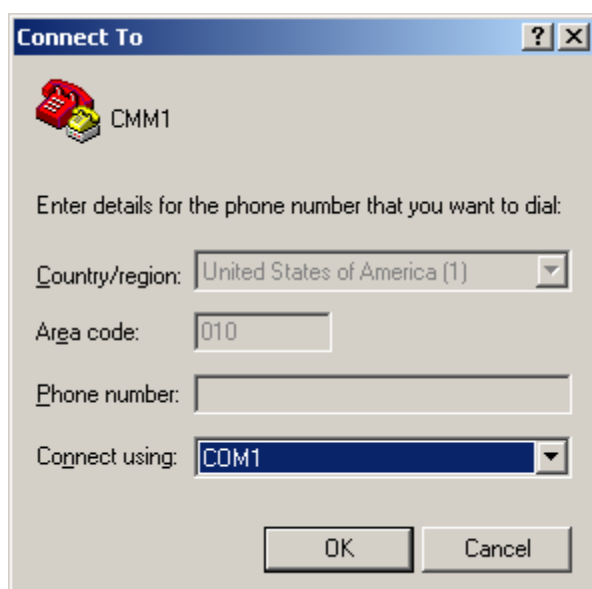 Connect To
CMM1
Enter details for the phone number that you want to dial:
Country/region: United States of America (1)
Area code: 010
Phone number:
Connect using: COM1
OK Cancel